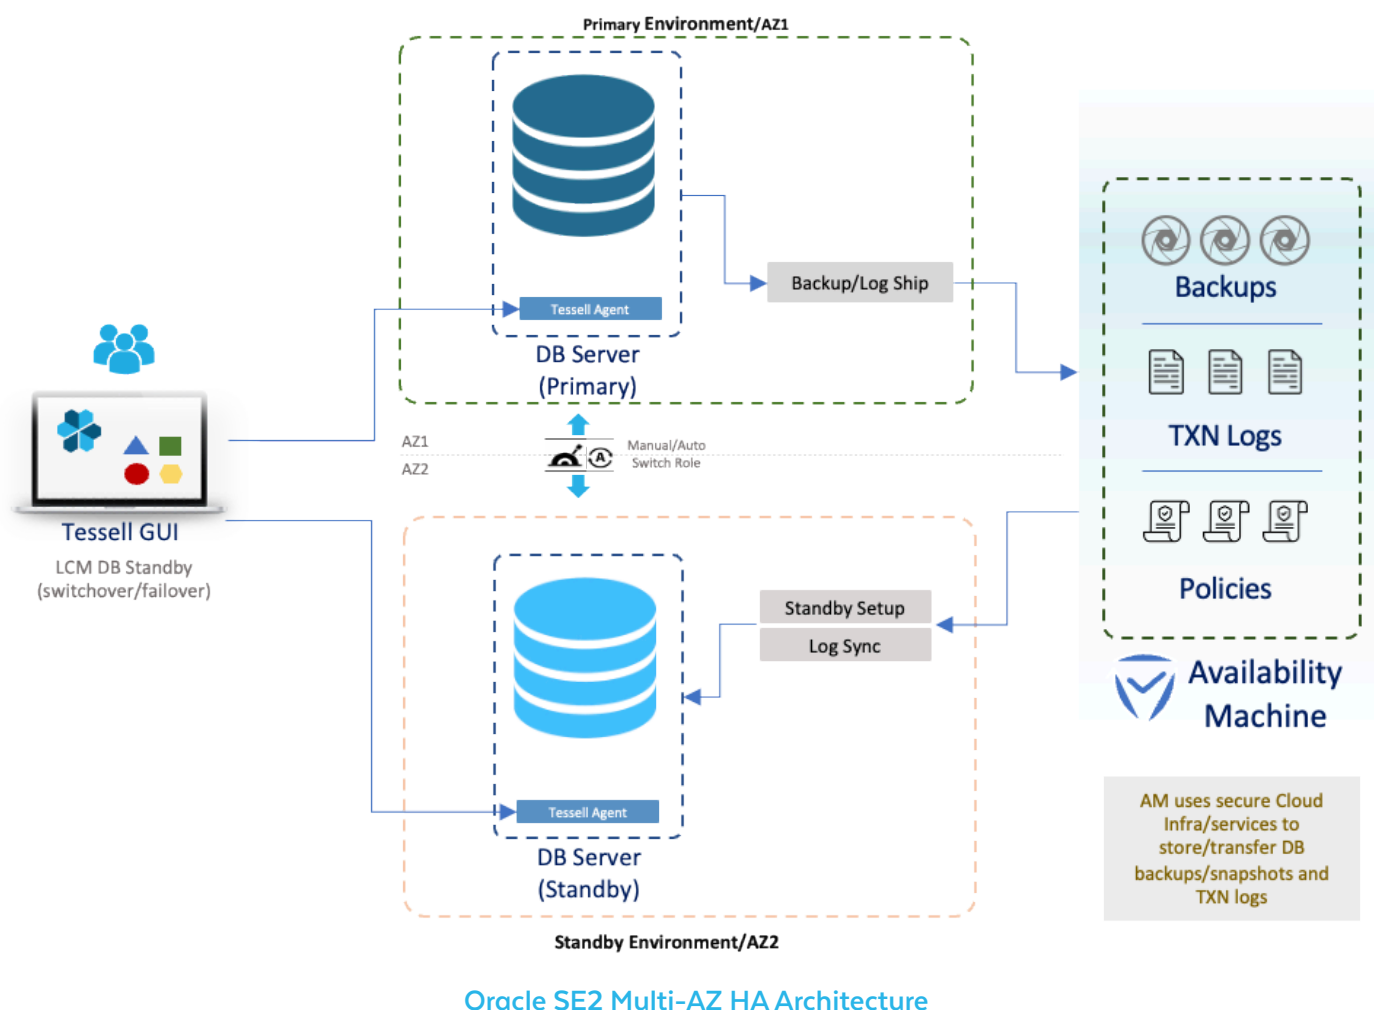 Primary Environment/AZ1
Tessell Agent
DB Server
(Primary)
Backup/Log Ship
Backups
TXN Logs
Policies
Availability
Machine
AM uses secure Cloud
Infra/services to
store/transfer DB
backups/snapshots and
TXN logs
AZ1
AZ2
A
Manual/Auto
Switch Role
Tessell GUI
LCM DB Standby
(switchover/failover)
Standby Setup
Log Sync
Tessell Agent
DB Server
(Standby)
Standby Environment/AZ2
Oracle SE2 Multi-AZ HA Architecture